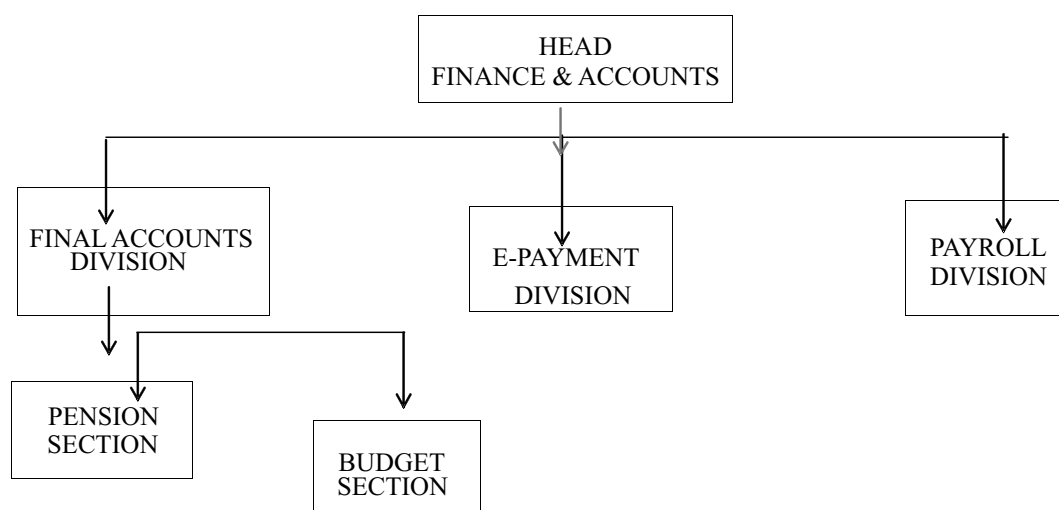 HEAD
FINANCE & ACCOUNTS
FINAL ACCOUNTS
DIVISION
E-PAYMENT
DIVISION
PAYROLL
DIVISION
PENSION
SECTION
BUDGET
SECTION